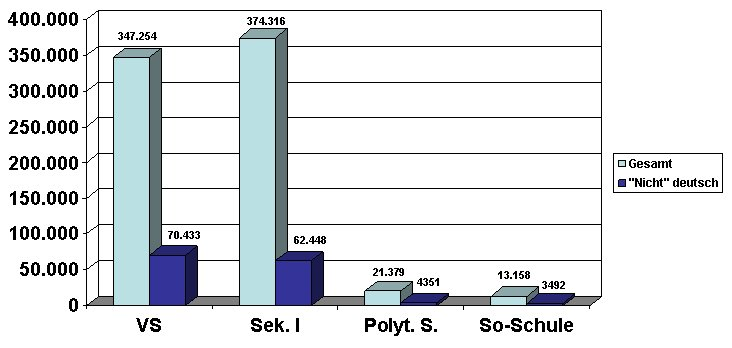 400.000
350.000
300.000
250.000
200.000
150.000
100.000
50.000
0
347.254
70.433
374.316
62.448
21.379
4351
13.158
3492
VS
Sek. I
Polyt. S.
So-Schule
Gesamt
"Nicht" deutsch